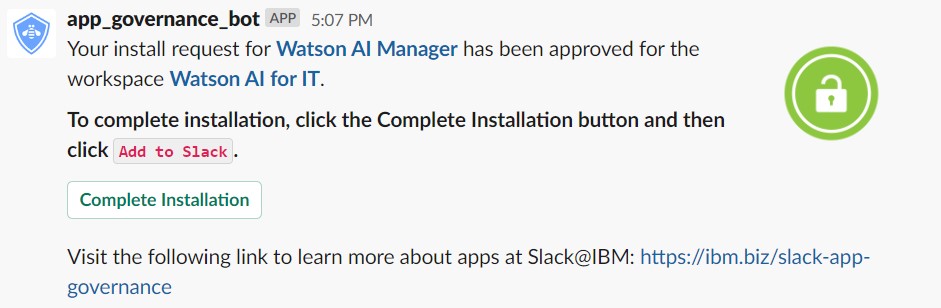 app_governance_bot APP 5:07 PM
Your install request for Watson AI Manager has been approved for the
workspace Watson AI for IT.
To complete installation, click the Complete Installation button and then
click Add to Slack.
Complete Installation
Visit the following link to learn more about apps at Slack@IBM: https://ibm.biz/slack-app-
governance